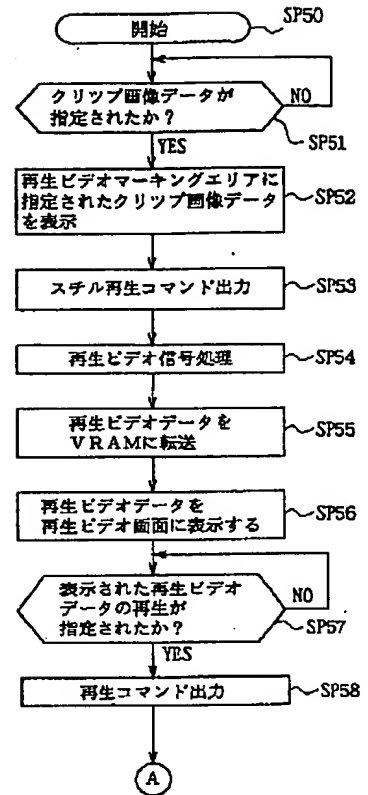 開始
SP50
クリップ画像データが
指定されたか?
NO
SP51
YES
再生ビデオマーキングエリアに
指定されたクリップ画像データ
を表示
SP52
スチル再生コマンド出力
SP53
再生ビデオ信号処理
SP54
再生ビデオデータを
VRAMに転送
SP55
再生ビデオデータを
再生ビデオ画面に表示する
SP56
表示された再生ビデオ
データの再生が
指定されたか?
NO
SP57
YES
再生コマンド出力
SP58
A